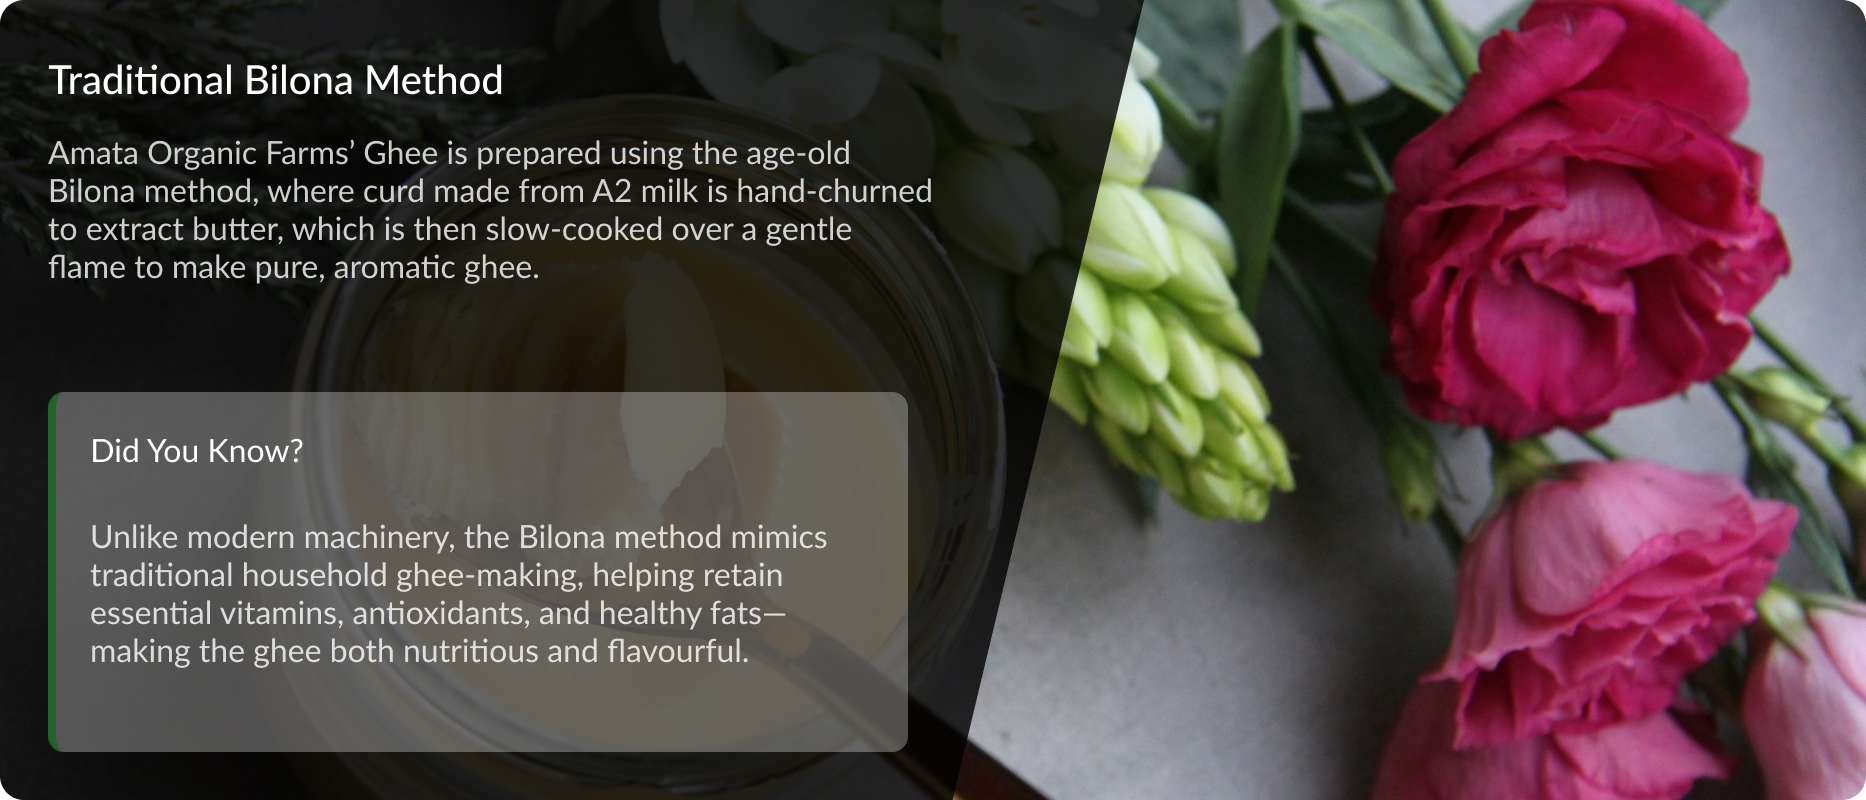 Traditional Bilona Method
Amata Organic Farms’ Ghee is prepared using the age-old
Bilona method, where curd made from A2 milk is hand-churned
to extract butter, which is then slow-cooked over a gentle
flame to make pure, aromatic ghee.
Did You Know?
Unlike modern machinery, the Bilona method mimics
traditional household ghee-making, helping retain
essential vitamins, antioxidants, and healthy fats—
making the ghee both nutritious and flavourful.